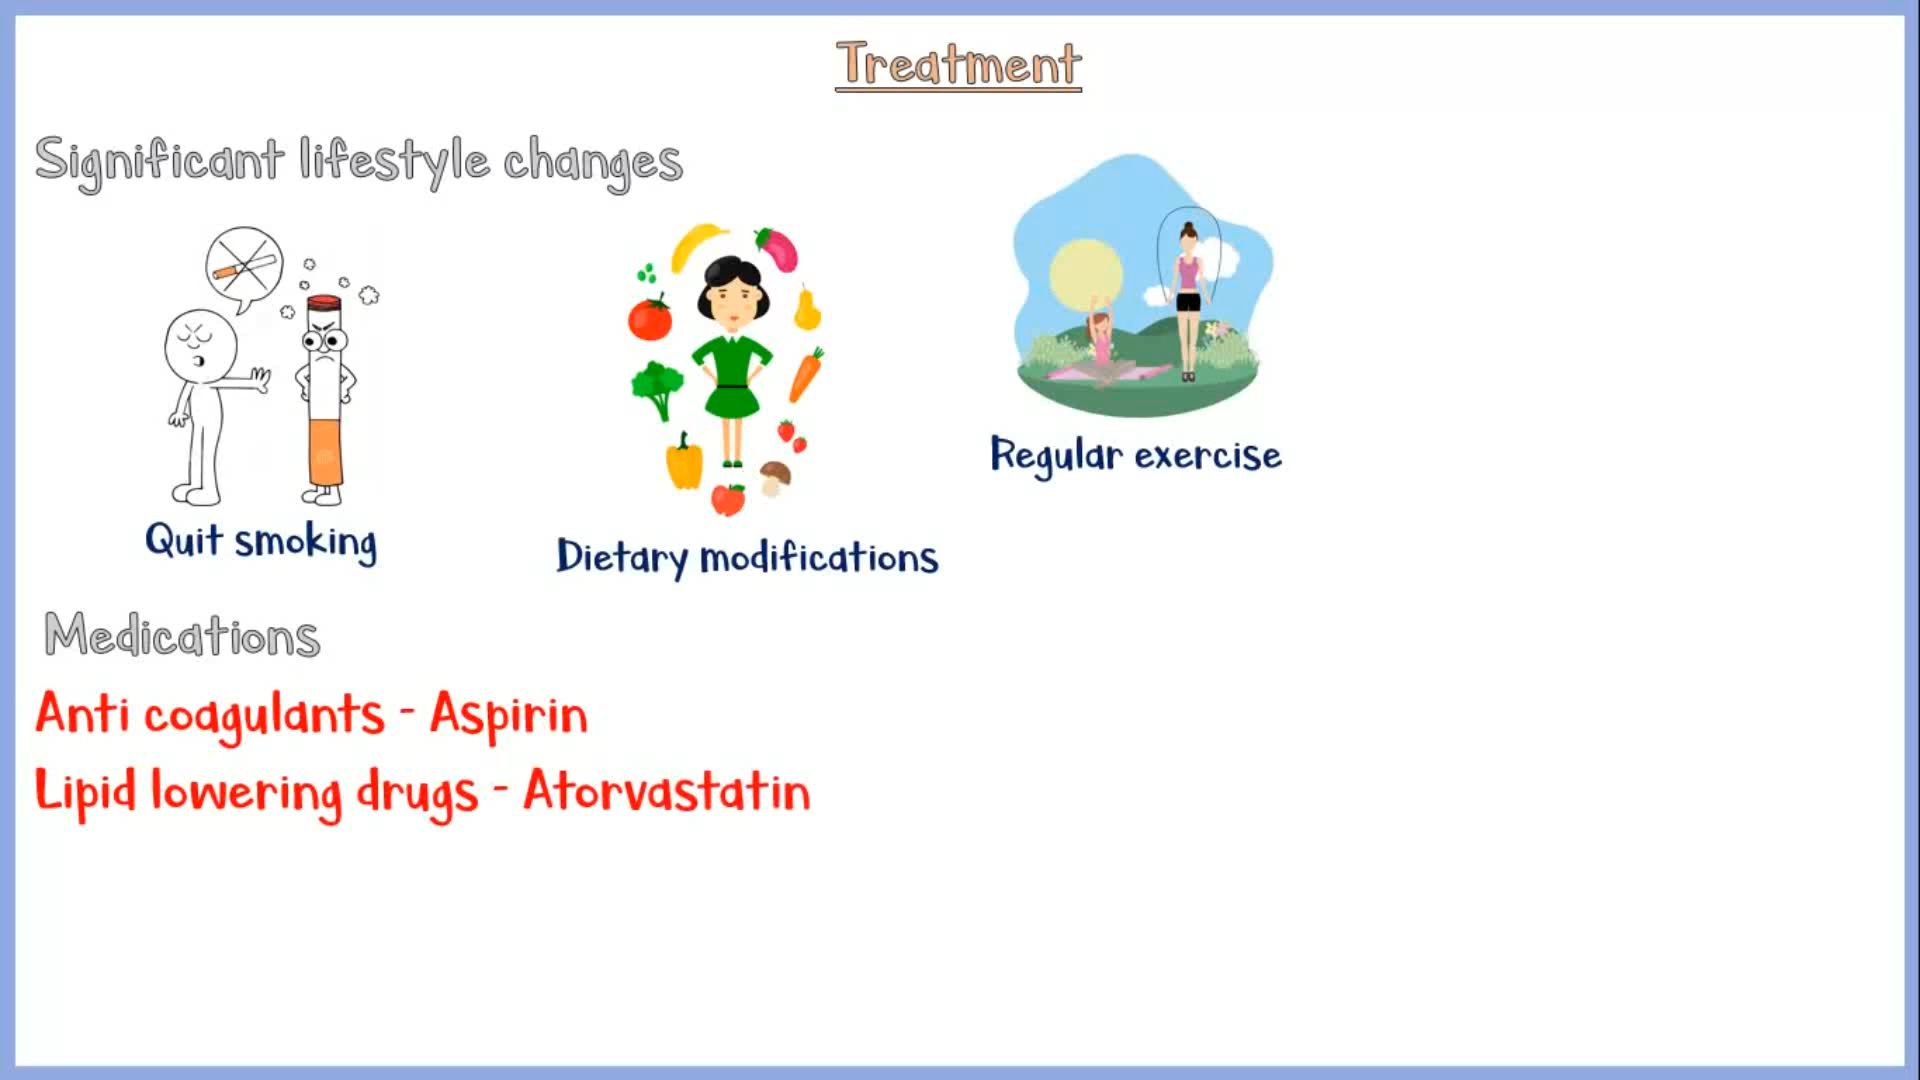 Treatment
Significant lifestyle changes
Regular exercise
Quit smoking
Dietary modifications
Medications
Anti coagulants - Aspirin
Lipid lowering drugs - Atorvastatin